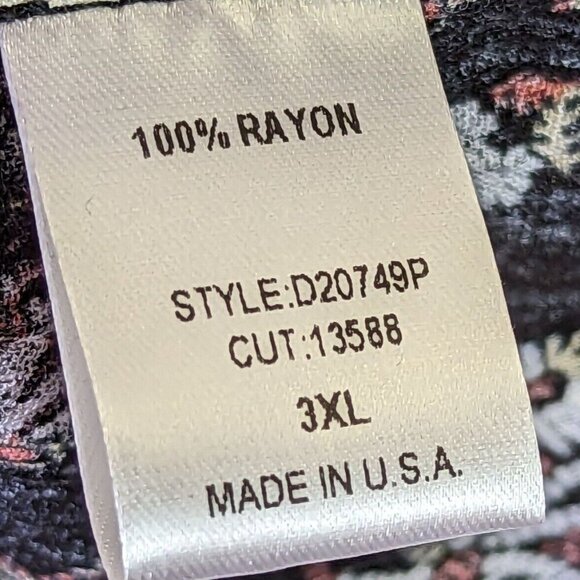 100% RAYON
STYLE:D20749P
CUT:13588
3XL
MADE IN U.S.A.